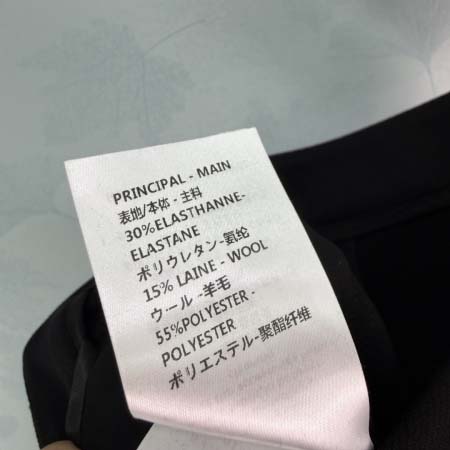 PRINCIPAL - MAIN
表地/本体 - 主料
30%ELASTHANNE-
ELASTANE
ポリウレタン-氨纶
15% LAINE - WOOL
ウール -羊毛
55%POLYESTER -
POLYESTER
ポリエステル-聚酯纤维